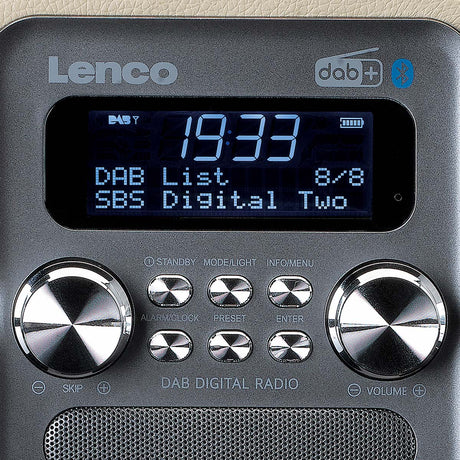 Lenco dab+
DAB 19:33
DAB List 8/8
SBS Digital Two
STANDBY MODE/LIGHT INFO/MENU
ALARM/CLOCK PRESET ENTER
SKIP VOLUME
DAB DIGITAL RADIO